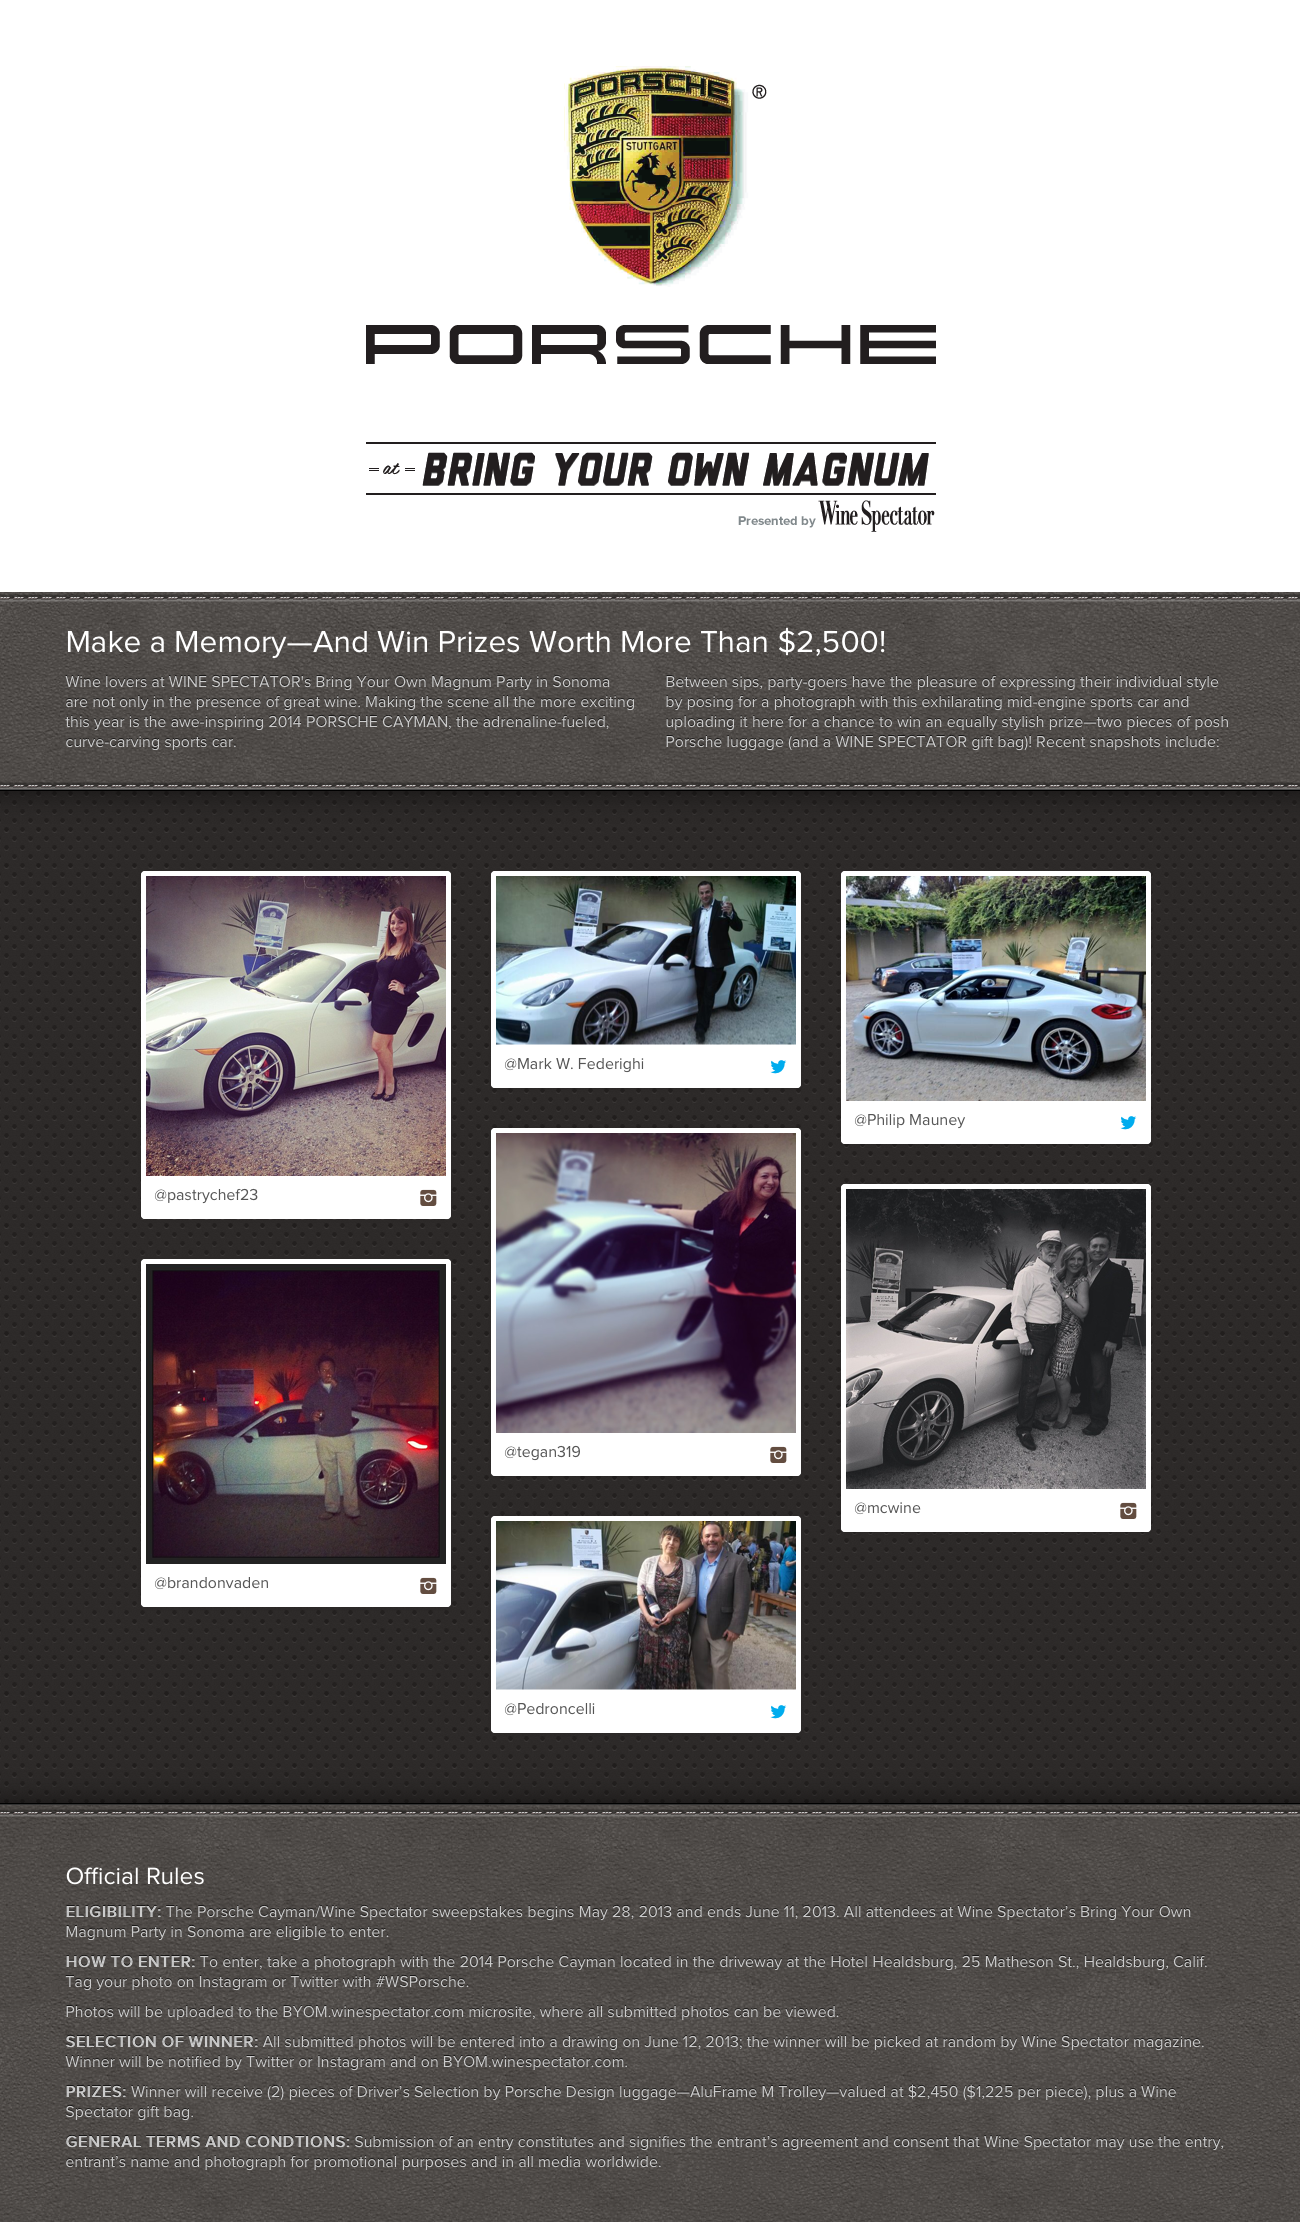 PORSCHE
®
STUTTGART
PORSCHE
at BRING YOUR OWN MAGNUM
Presented by Wine Spectator
Make a Memory—And Win Prizes Worth More Than $2,500!
Wine lovers at WINE SPECTATOR's Bring Your Own Magnum Party in Sonoma
are not only in the presence of great wine. Making the scene all the more exciting
this year is the awe-inspiring 2014 PORSCHE CAYMAN, the adrenaline-fueled,
curve-carving sports car.
Between sips, party-goers have the pleasure of expressing their individual style
by posing for a photograph with this exhilarating mid-engine sports car and
uploading it here for a chance to win an equally stylish prize—two pieces of posh
Porsche luggage (and a WINE SPECTATOR gift bag)! Recent snapshots include:
@pastrychef23
@Mark W. Federighi
@Philip Mauney
@brandonvaden
@tegan319
@mcwine
@Pedroncelli
Official Rules
ELIGIBILITY: The Porsche Cayman/Wine Spectator sweepstakes begins May 28, 2013 and ends June 11, 2013. All attendees at Wine Spectator's Bring Your Own
Magnum Party in Sonoma are eligible to enter.
HOW TO ENTER: To enter, take a photograph with the 2014 Porsche Cayman located in the driveway at the Hotel Healdsburg, 25 Matheson St., Healdsburg, Calif.
Tag your photo on Instagram or Twitter with #WSPorsche.
Photos will be uploaded to the BYOM.winespectator.com microsite, where all submitted photos can be viewed.
SELECTION OF WINNER: All submitted photos will be entered into a drawing on June 12, 2013; the winner will be picked at random by Wine Spectator magazine.
Winner will be notified by Twitter or Instagram and on BYOM.winespectator.com.
PRIZES: Winner will receive (2) pieces of Driver's Selection by Porsche Design luggage—AluFrame M Trolley—valued at $2,450 ($1,225 per piece), plus a Wine
Spectator gift bag.
GENERAL TERMS AND CONDTIONS: Submission of an entry constitutes and signifies the entrant's agreement and consent that Wine Spectator may use the entry,
entrant's name and photograph for promotional purposes and in all media worldwide.